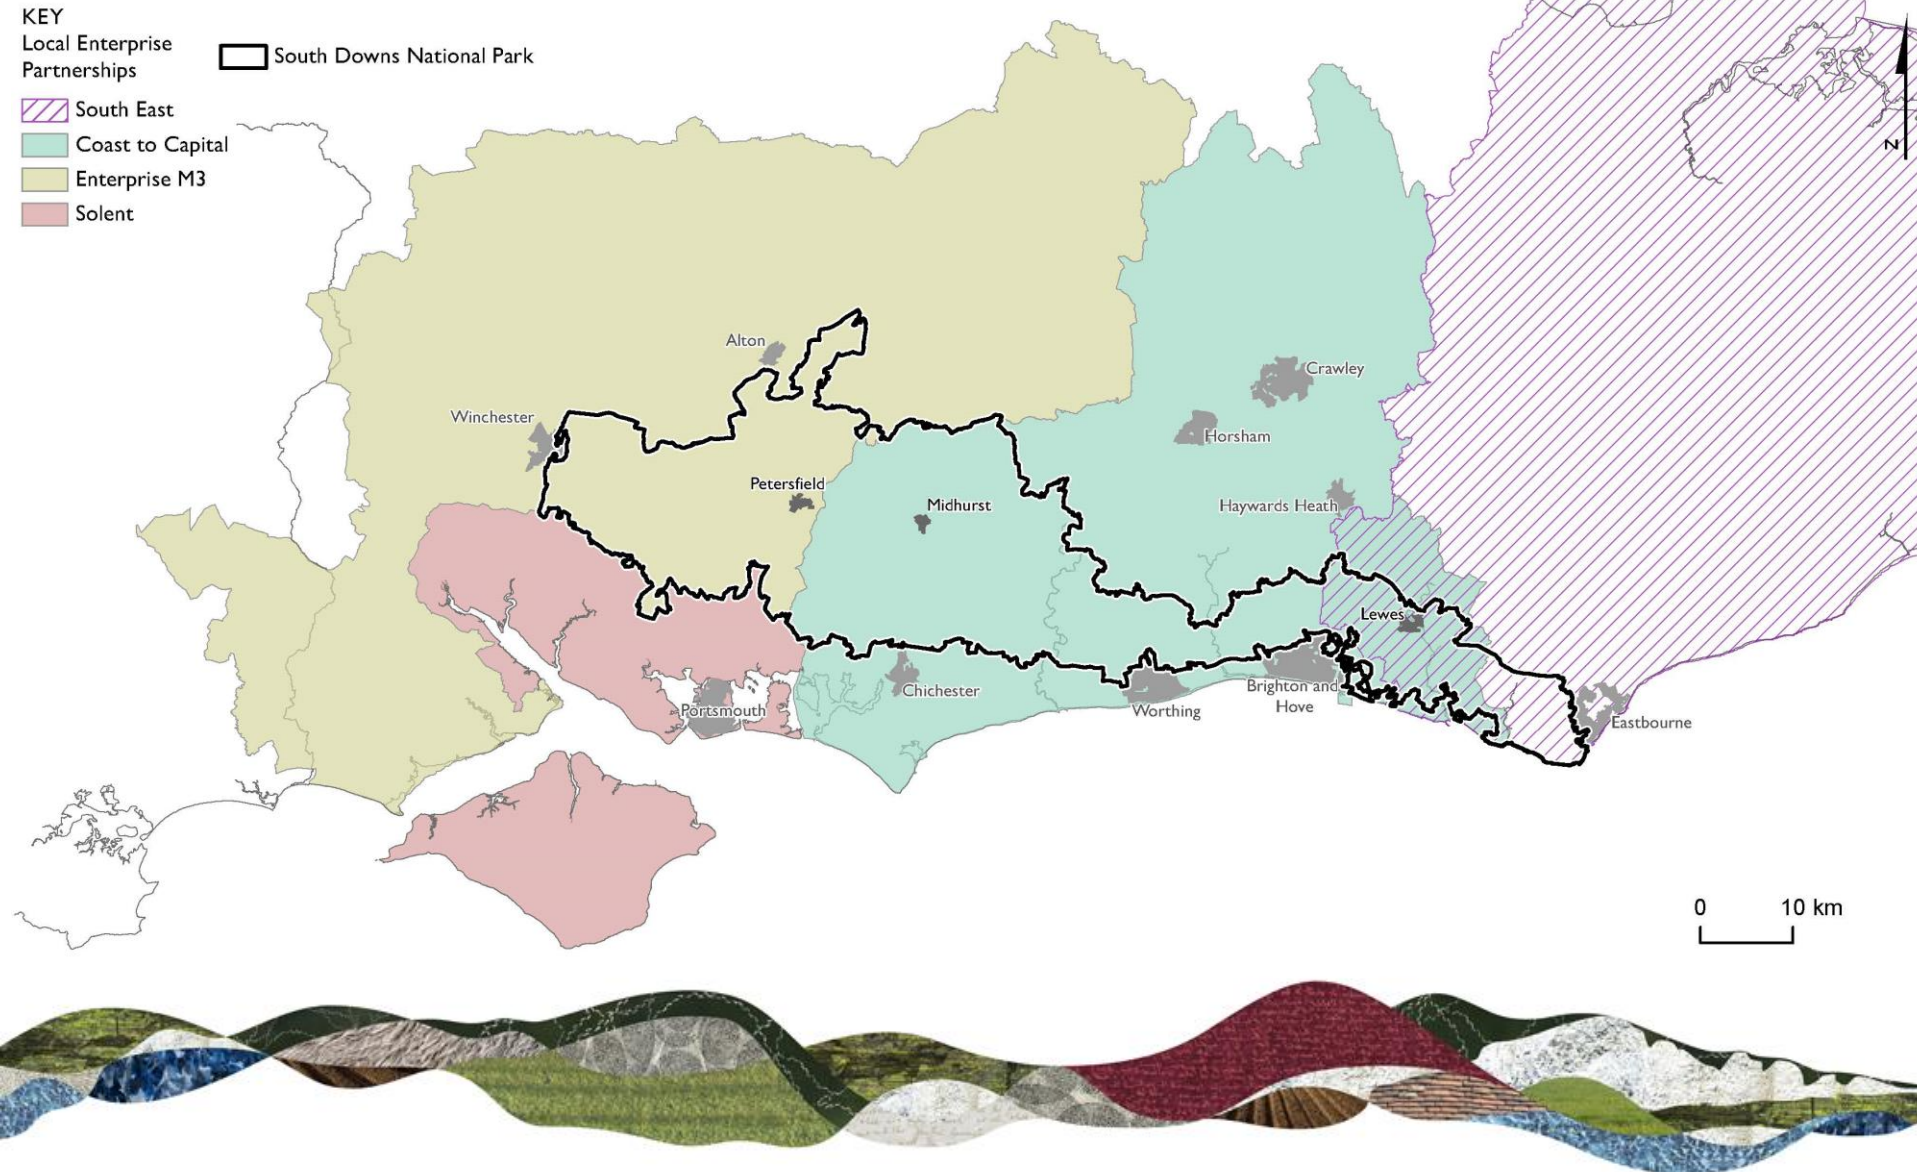 KEY
Local Enterprise
Partnerships
South Downs National Park
South East
Coast to Capital
Enterprise M3
Solent
N
Alton
Winchester
Crawley
Horsham
Petersfield
Midhurst
Haywards Heath
Lewes
Chichester
Portsmouth
Worthing
Brighton and
Hove
Eastbourne
0 10 km